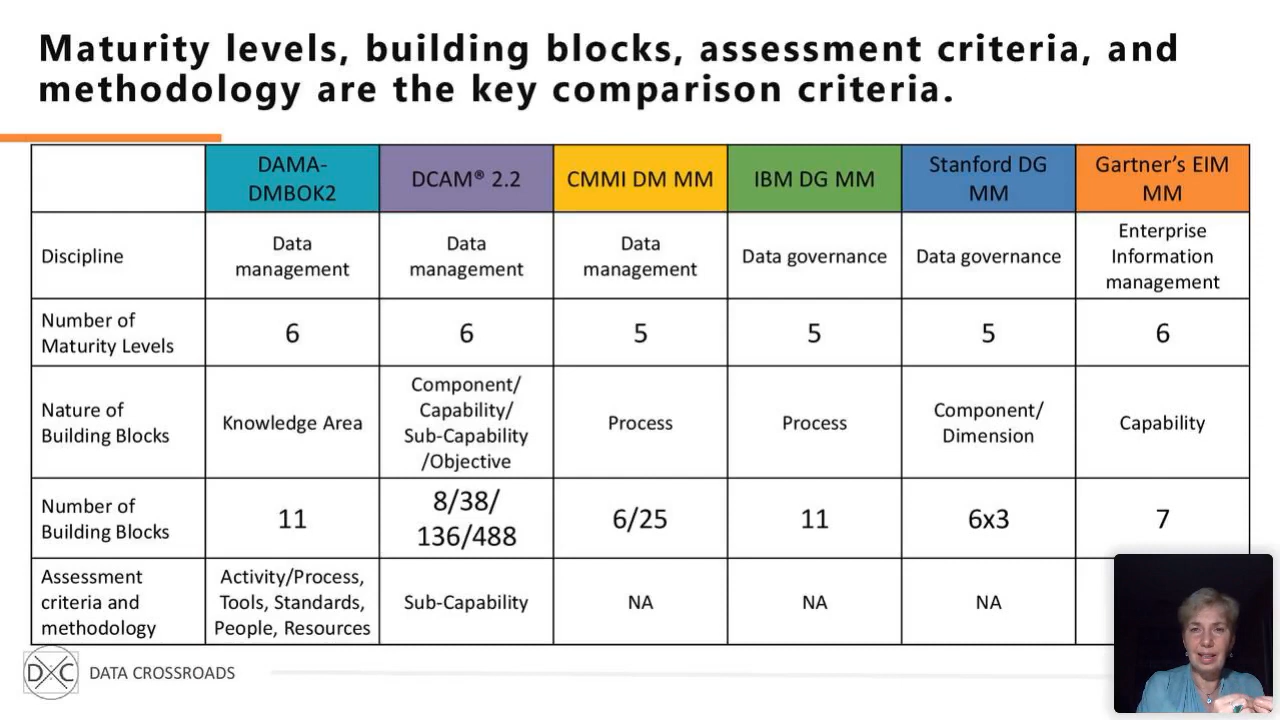 Maturity levels, building blocks, assessment criteria, and
methodology are the key comparison criteria.
DAMA-
DMBOK2
DCAM® 2.2
CMMI DM MM
IBM DG MM
Stanford DG
MM
Gartner’s EIM
MM
Discipline
Data
management
Data
management
Data
management
Data governance
Data governance
Enterprise
Information
management
Number of
Maturity Levels
6
6
5
5
5
6
Nature of
Building Blocks
Knowledge Area
Component/
Capability/
Sub-Capability
/Objective
Process
Process
Component/
Dimension
Capability
Number of
Building Blocks
11
8/38/
136/488
6/25
11
6x3
7
Assessment
criteria and
methodology
Activity/Process,
Tools, Standards,
People, Resources
Sub-Capability
NA
NA
NA
DXC
DATA CROSSROADS